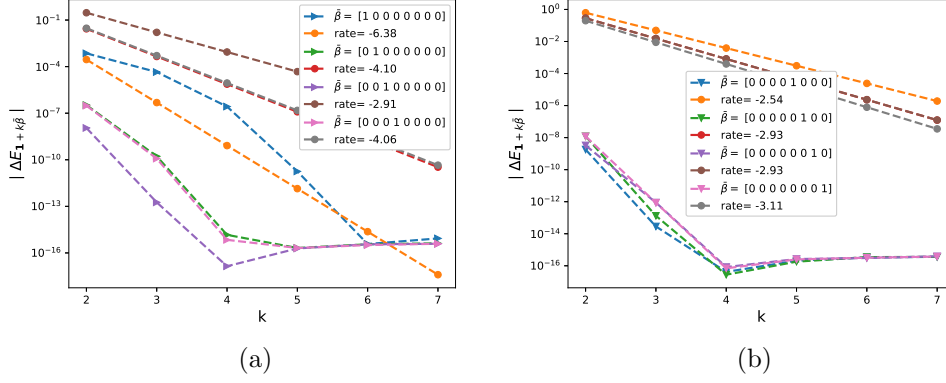 10⁻¹
10⁻⁴
10⁻⁷
10⁻¹⁰
10⁻¹³
10⁻¹⁶
| ΔE₁ ₊ ₖβ̄ |
2 3 4 5 6 7
k
β̄ = [1 0 0 0 0 0 0 0]
rate= -6.38
β̄ = [0 1 0 0 0 0 0 0]
rate= -4.10
β̄ = [0 0 1 0 0 0 0 0]
rate= -2.91
β̄ = [0 0 0 1 0 0 0 0]
rate= -4.06
(a)
10⁰
10⁻²
10⁻⁴
10⁻⁶
10⁻⁸
10⁻¹⁰
10⁻¹²
10⁻¹⁴
10⁻¹⁶
| ΔE₁ ₊ ₖβ̄ |
2 3 4 5 6 7
k
β̄ = [0 0 0 0 1 0 0 0]
rate= -2.54
β̄ = [0 0 0 0 0 1 0 0]
rate= -2.93
β̄ = [0 0 0 0 0 0 1 0]
rate= -2.93
β̄ = [0 0 0 0 0 0 0 1]
rate= -3.11
(b)